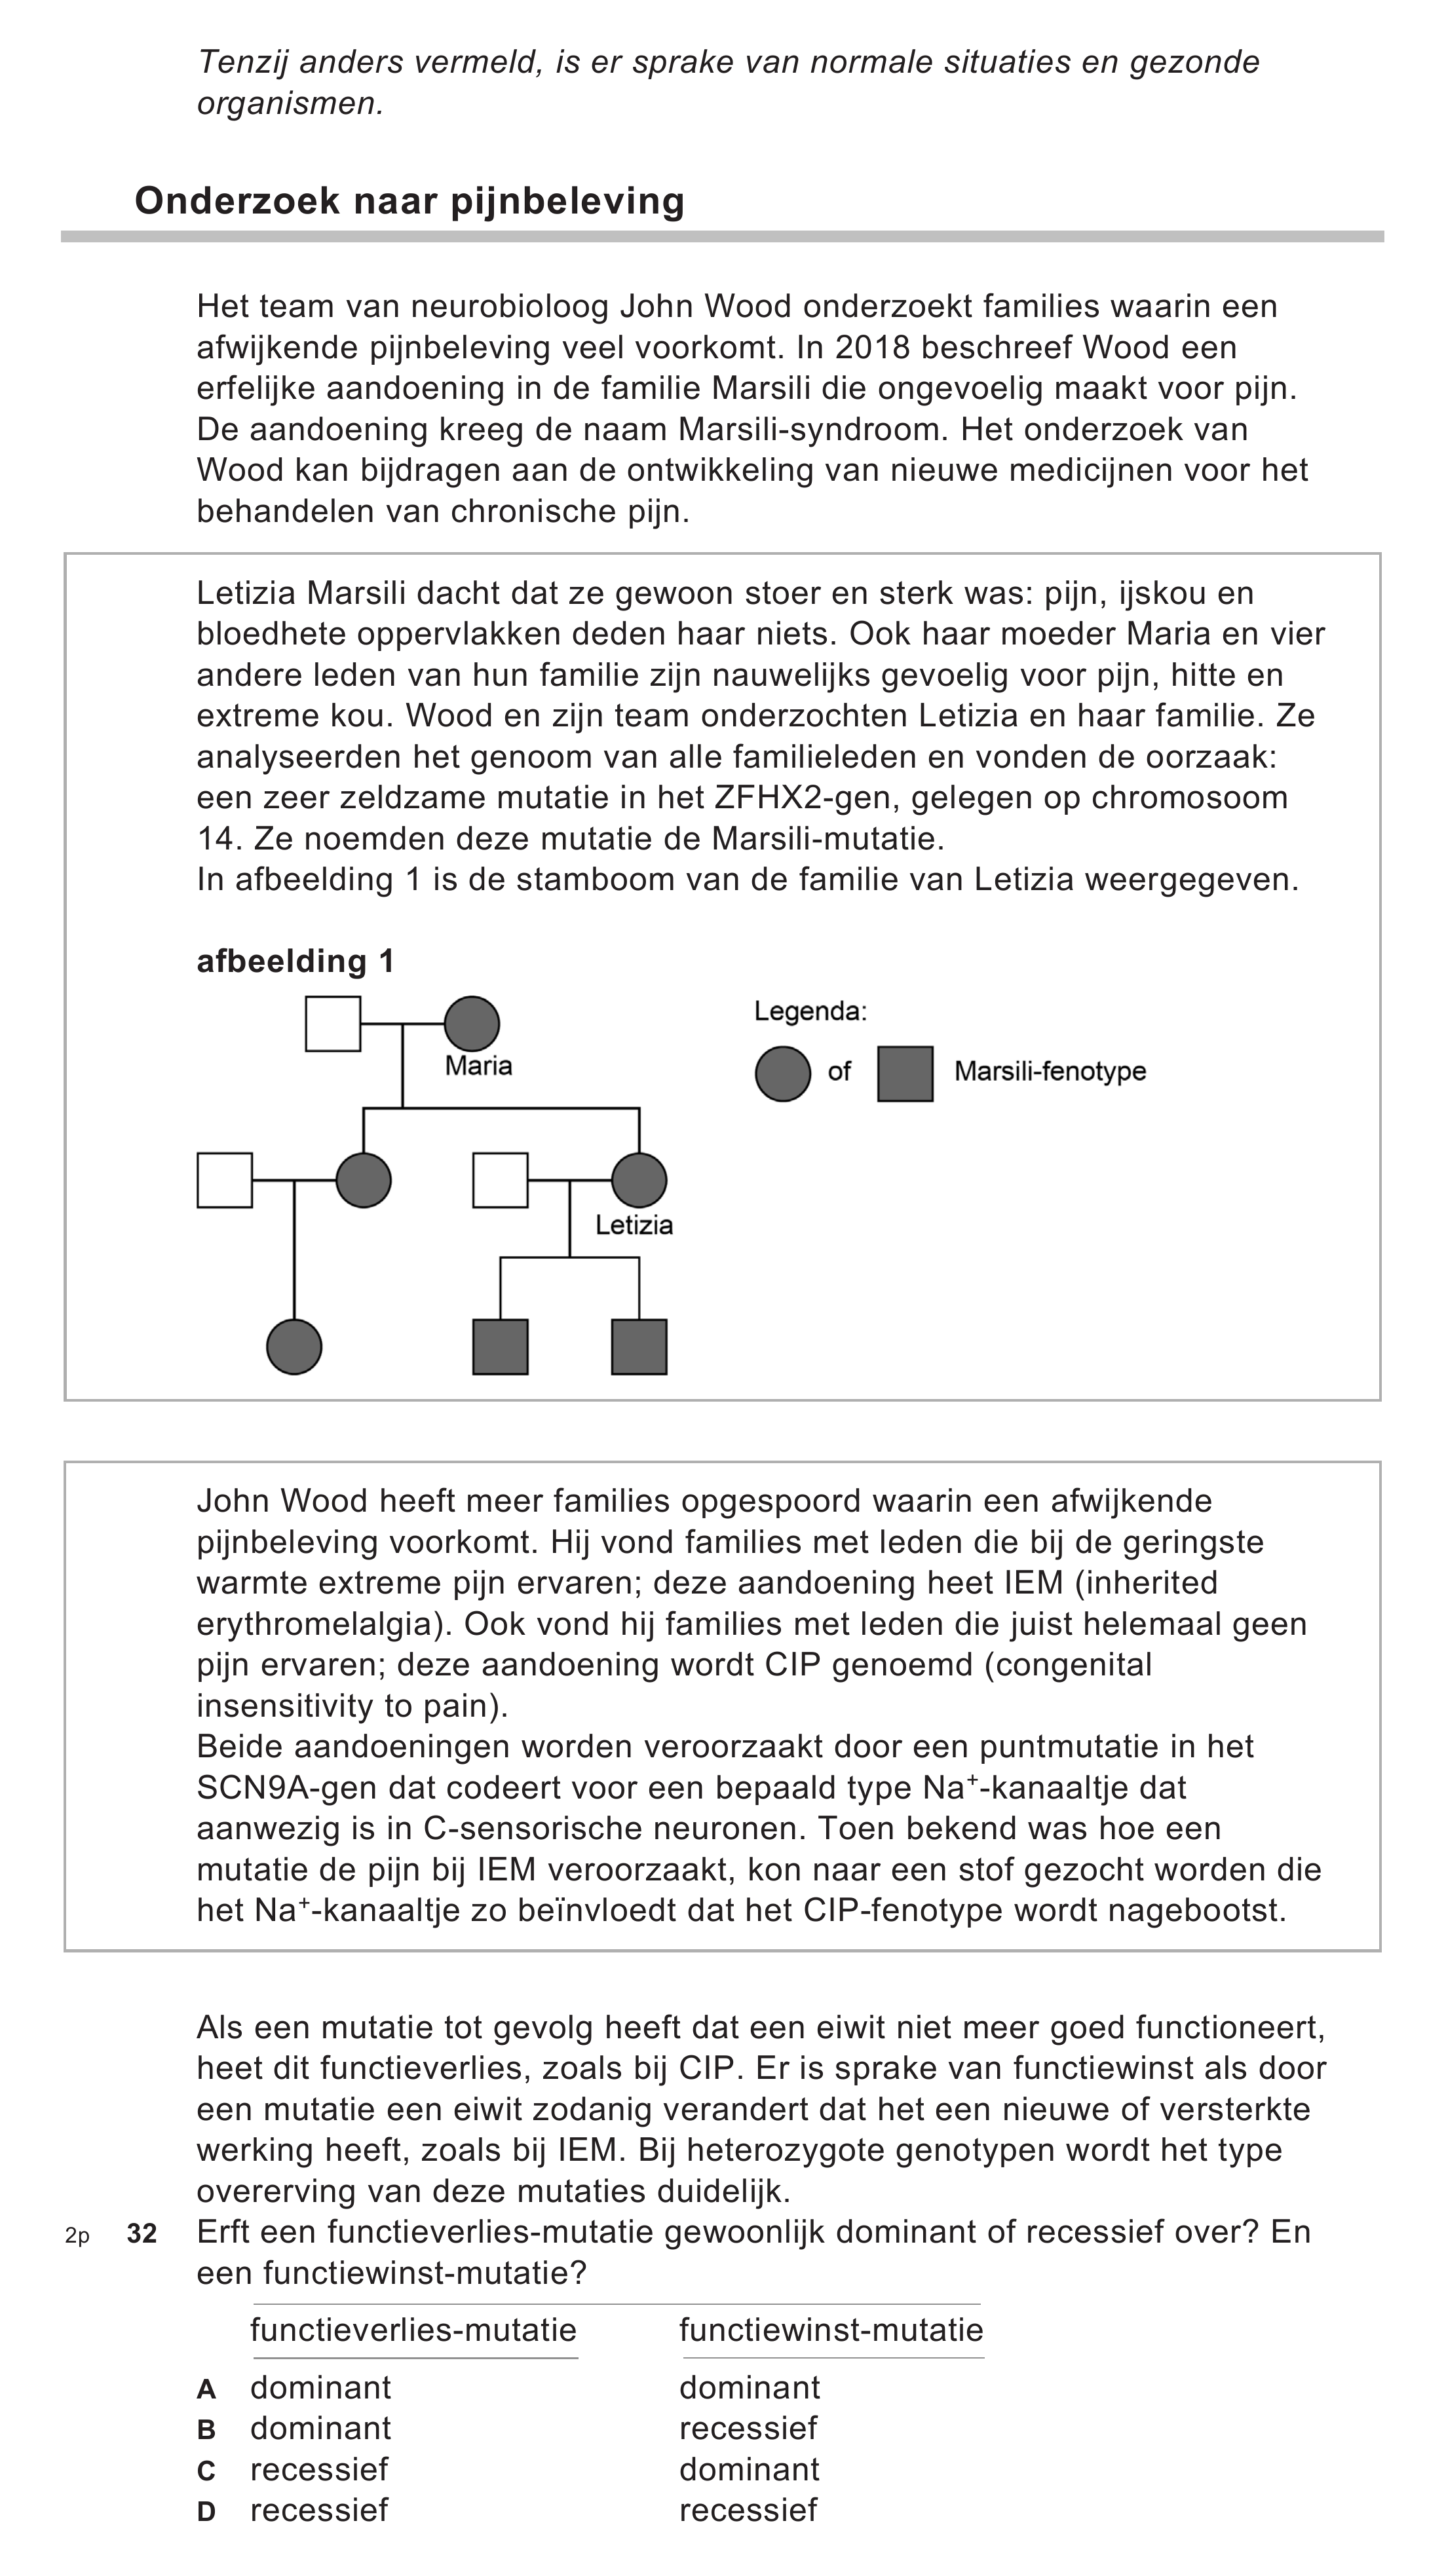 Tenzij anders vermeld, is er sprake van normale situaties en gezonde
organismen.
Onderzoek naar pijnbeleving
Het team van neurobioloog John Wood onderzoekt families waarin een
afwijkende pijnbeleving veel voorkomt. In 2018 beschreef Wood een
erfelijke aandoening in de familie Marsili die ongevoelig maakt voor pijn.
De aandoening kreeg de naam Marsili-syndroom. Het onderzoek van
Wood kan bijdragen aan de ontwikkeling van nieuwe medicijnen voor het
behandelen van chronische pijn.
Letizia Marsili dacht dat ze gewoon stoer en sterk was: pijn, ijskou en
bloedhete oppervlakken deden haar niets. Ook haar moeder Maria en vier
andere leden van hun familie zijn nauwelijks gevoelig voor pijn, hitte en
extreme kou. Wood en zijn team onderzochten Letizia en haar familie. Ze
analyseerden het genoom van alle familieleden en vonden de oorzaak:
een zeer zeldzame mutatie in het ZFHX2-gen, gelegen op chromosoom
14. Ze noemden deze mutatie de Marsili-mutatie.
In afbeelding 1 is de stamboom van de familie van Letizia weergegeven.
afbeelding 1
Legenda:
of Marsili-fenotype
Maria
Letizia
John Wood heeft meer families opgespoord waarin een afwijkende
pijnbeleving voorkomt. Hij vond families met leden die bij de geringste
warmte extreme pijn ervaren; deze aandoening heet IEM (inherited
erythromelalgia). Ook vond hij families met leden die juist helemaal geen
pijn ervaren; deze aandoening wordt CIP genoemd (congenital
insensitivity to pain).
Beide aandoeningen worden veroorzaakt door een puntmutatie in het
SCN9A-gen dat codeert voor een bepaald type Na⁺-kanaaltje dat
aanwezig is in C-sensorische neuronen. Toen bekend was hoe een
mutatie de pijn bij IEM veroorzaakt, kon naar een stof gezocht worden die
het Na⁺-kanaaltje zo beïnvloedt dat het CIP-fenotype wordt nagebootst.
Als een mutatie tot gevolg heeft dat een eiwit niet meer goed functioneert,
heet dit functieverlies, zoals bij CIP. Er is sprake van functiewinst als door
een mutatie een eiwit zodanig verandert dat het een nieuwe of versterkte
werking heeft, zoals bij IEM. Bij heterozygote genotypen wordt het type
overerving van deze mutaties duidelijk.
2p 32 Erft een functieverlies-mutatie gewoonlijk dominant of recessief over? En
een functiewinst-mutatie?
functieverlies-mutatie functiewinst-mutatie
A dominant dominant
B dominant recessief
C recessief dominant
D recessief recessief